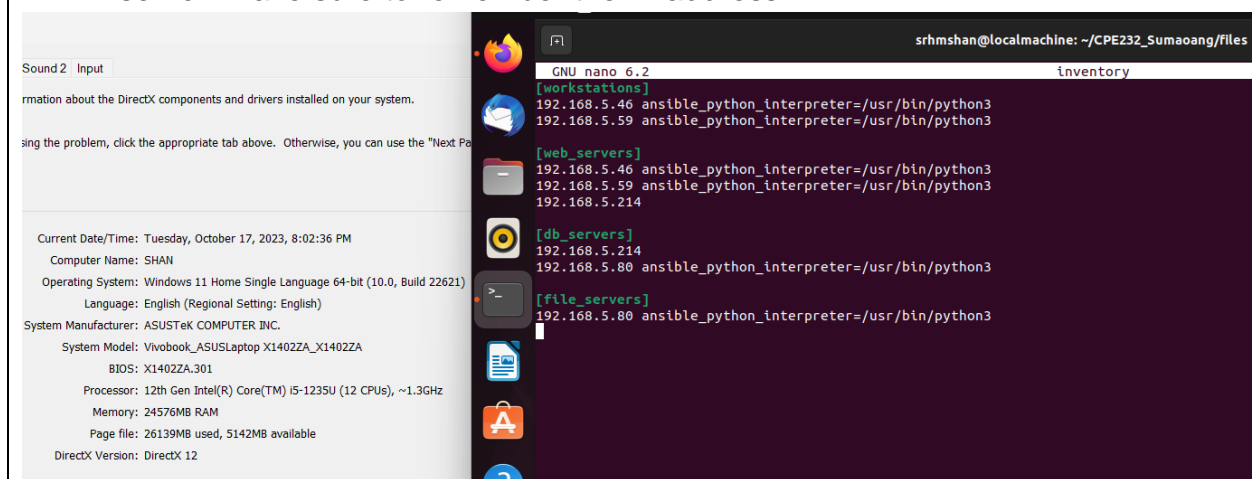 Sound 2 Input
rmation about the DirectX components and drivers installed on your system.
sing the problem, click the appropriate tab above. Otherwise, you can use the "Next Pa
Current Date/Time: Tuesday, October 17, 2023, 8:02:36 PM
Computer Name: SHAN
Operating System: Windows 11 Home Single Language 64-bit (10.0, Build 22621)
Language: English (Regional Setting: English)
System Manufacturer: ASUSTeK COMPUTER INC.
System Model: Vivobook_ASUSLaptop X1402ZA_X1402ZA
BIOS: X1402ZA.301
Processor: 12th Gen Intel(R) Core(TM) i5-1235U (12 CPUs), ~1.3GHz
Memory: 24576MB RAM
Page file: 26139MB used, 5142MB available
DirectX Version: DirectX 12
srhmshan@localmachine: ~/CPE232_Sumaoang/files
GNU nano 6.2 inventory
[workstations]
192.168.5.46 ansible_python_interpreter=/usr/bin/python3
192.168.5.59 ansible_python_interpreter=/usr/bin/python3
[web_servers]
192.168.5.46 ansible_python_interpreter=/usr/bin/python3
192.168.5.59 ansible_python_interpreter=/usr/bin/python3
192.168.5.214
[db_servers]
192.168.5.214
192.168.5.80 ansible_python_interpreter=/usr/bin/python3
[file_servers]
192.168.5.80 ansible_python_interpreter=/usr/bin/python3